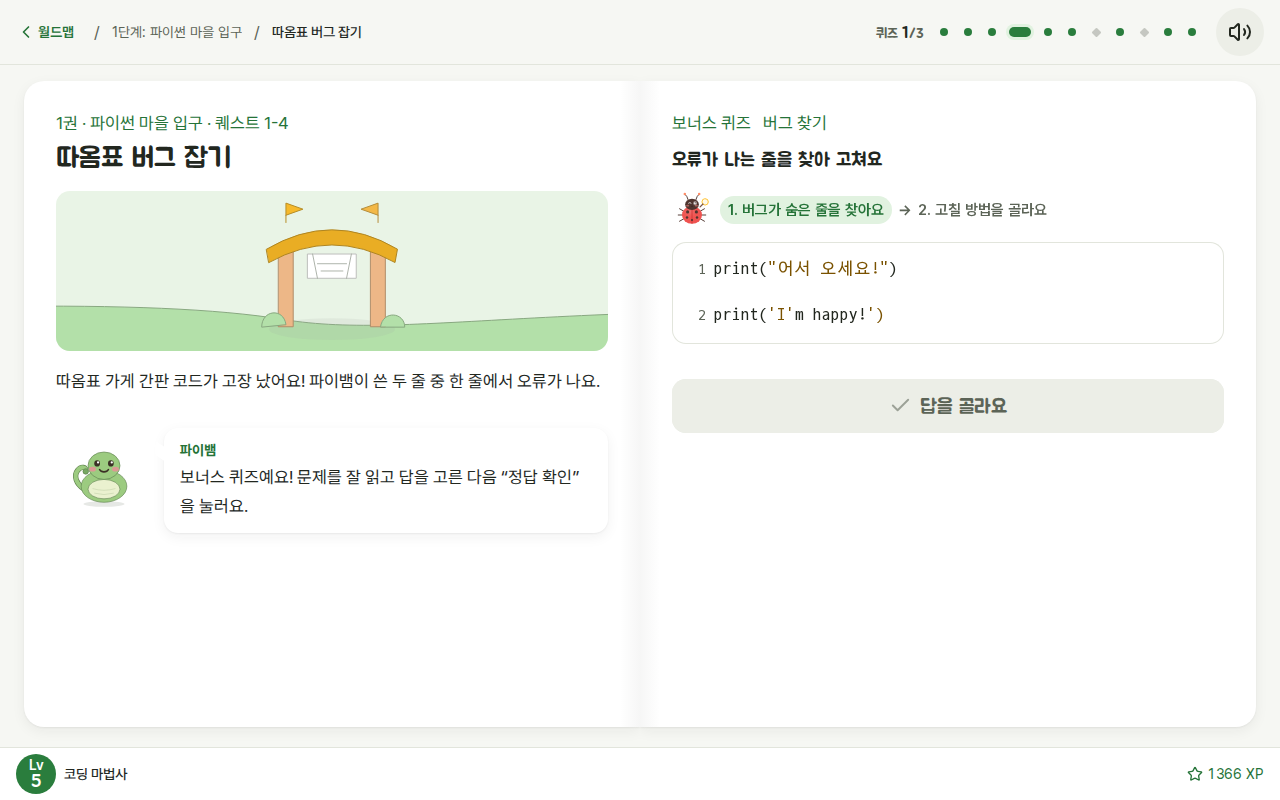 월드맵 / 1단계: 파이썬 마을 입구 / 따옴표 버그 잡기
퀴즈 1/3
1권 · 파이썬 마을 입구 · 퀘스트 1-4
따옴표 버그 잡기
따옴표 가게 간판 코드가 고장 났어요! 파이뱀이 쓴 두 줄 중 한 줄에서 오류가 나요.
파이뱀
보너스 퀴즈예요! 문제를 잘 읽고 답을 고른 다음 “정답 확인”
을 눌러요.
보너스 퀴즈 버그 찾기
오류가 나는 줄을 찾아 고쳐요
1. 버그가 숨은 줄을 찾아요 → 2. 고칠 방법을 골라요
1 print("어서 오세요!")
2 print('I'm happy!')
답을 골라요
Lv
5
코딩 마법사
1366 XP